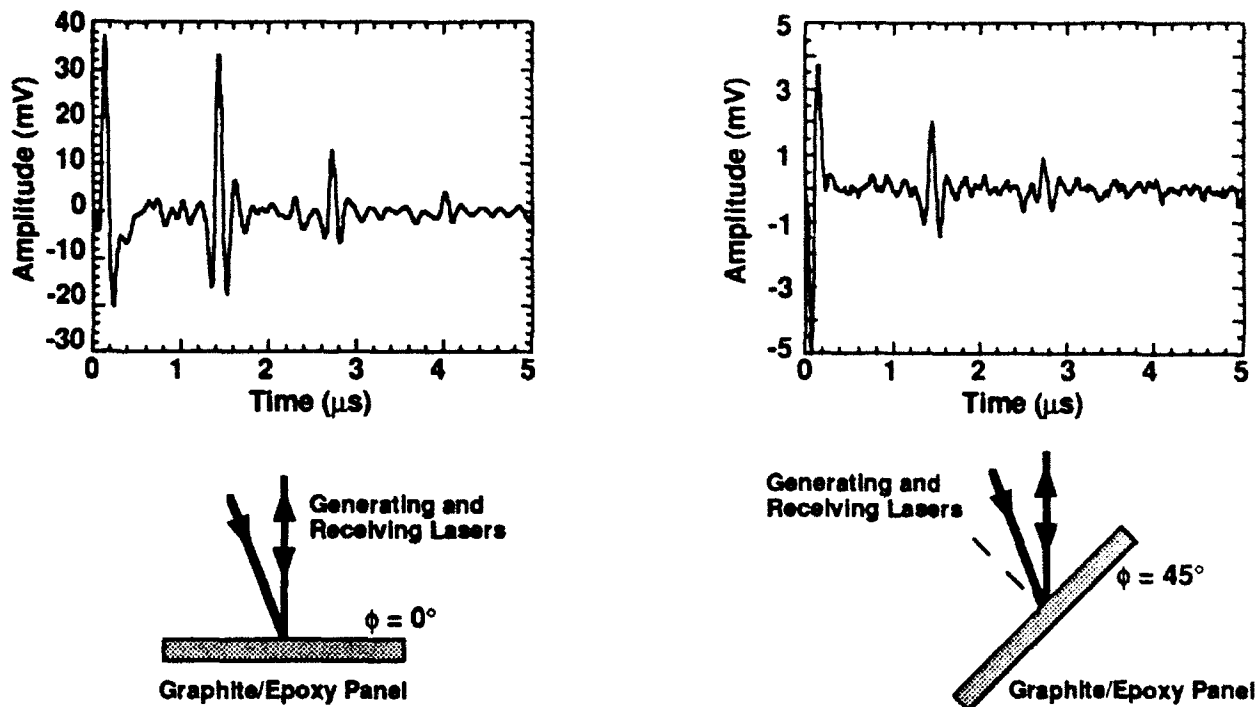 40
30
20
10
0
-10
-20
-30
Amplitude (mV)
0 1 2 3 4 5
Time (μs)
5
3
1
-1
-3
-5
Amplitude (mV)
0 1 2 3 4 5
Time (μs)
Generating and
Receiving Lasers
ϕ = 0°
Graphite/Epoxy Panel
Generating and
Receiving Lasers
ϕ = 45°
Graphite/Epoxy Panel